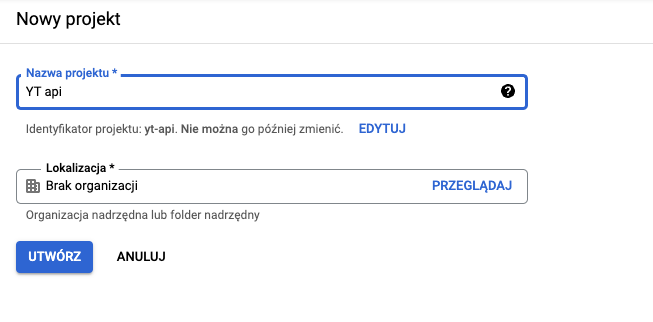 Nowy projekt
Nazwa projektu *
YT api
Identyfikator projektu: yt-api. Nie można go później zmienić. EDYTUJ
Lokalizacja *
Brak organizacji PRZEGLĄDAJ
Organizacja nadrzędna lub folder nadrzędny
UTWÓRZ ANULUJ